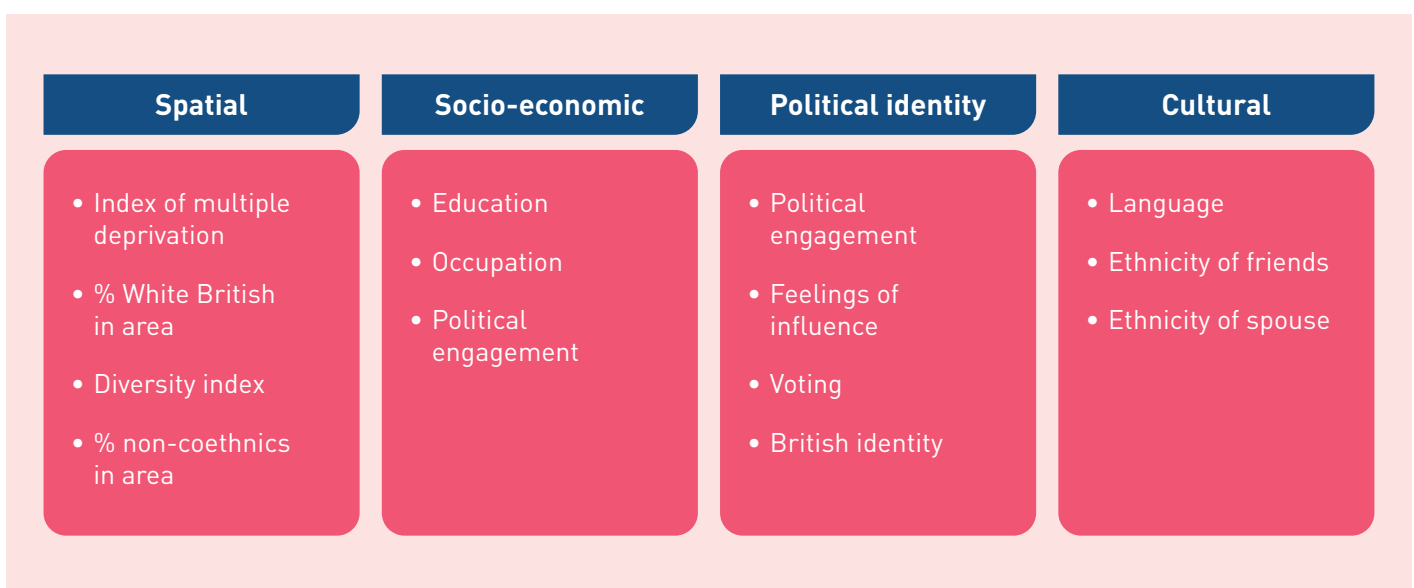 Spatial
• Index of multiple
deprivation
• % White British
in area
• Diversity index
• % non-coethnics
in area
Socio-economic
• Education
• Occupation
• Political
engagement
Political identity
• Political
engagement
• Feelings of
influence
• Voting
• British identity
Cultural
• Language
• Ethnicity of friends
• Ethnicity of spouse